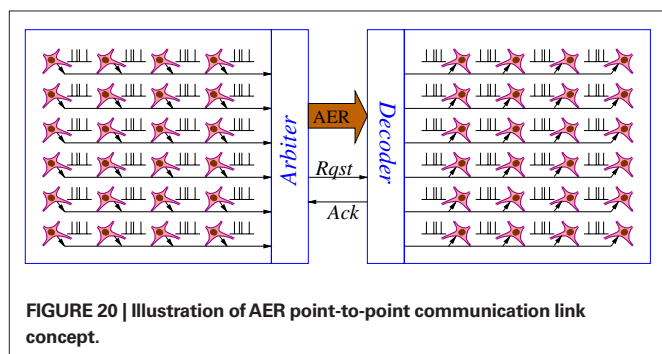 Arbiter
AER
Rqst
Ack
Decoder
FIGURE 20 | Illustration of AER point-to-point communication link
concept.